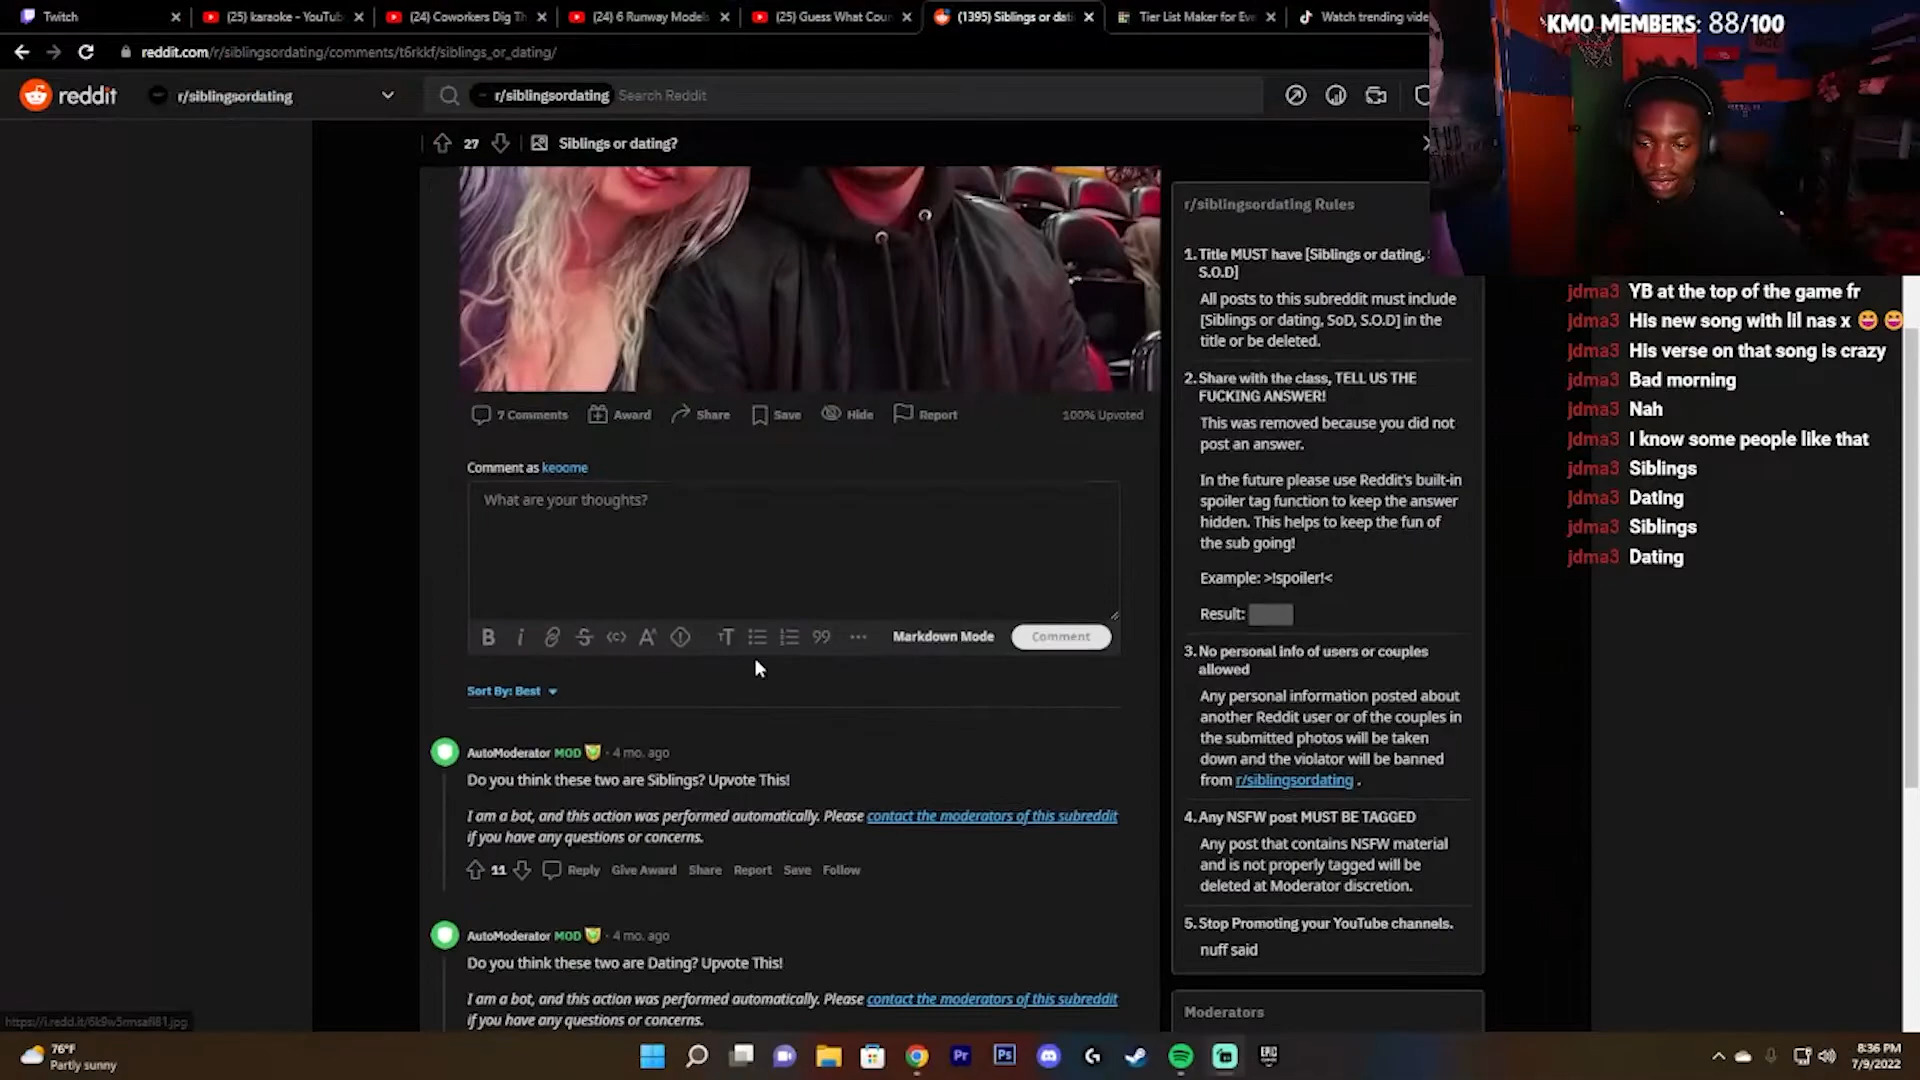 Twitch
(25) karaoke - YouTub
(24) Coworkers Dig Th
(24) 6 Runway Model
(25) Guess What Cou
(1395) Siblings or dati
Tier List Maker for Eve
Watch trending vide
KMO MEMBERS: 88/100
reddit.com/r/siblingsordating/comments/t6rkkf/siblings_or_dating/
reddit
r/siblingsordating
r/siblingsordating
Search Reddit
27
Siblings or dating?
r/siblingsordating Rules
1. Title MUST have [Siblings or dating,
S.O.D]
All posts to this subreddit must include
[Siblings or dating, SoD, S.O.D] in the
title or be deleted.
2. Share with the class, TELL US THE
FUCKING ANSWER!
This was removed because you did not
post an answer.
In the future please use Reddit's built-in
spoiler tag function to keep the answer
hidden. This helps to keep the fun of
the sub going!
Example: >!spoiler!<
Result:
3. No personal info of users or couples
allowed
Any personal information posted about
another Reddit user or of the couples in
the submitted photos will be taken
down and the violator will be banned
from r/siblingsordating .
4. Any NSFW post MUST BE TAGGED
Any post that contains NSFW material
and is not properly tagged will be
deleted at Moderator discretion.
5. Stop Promoting your YouTube channels.
nuff said
Moderators
7 Comments
Award
Share
Save
Hide
Report
100% Upvoted
Comment as keoome
What are your thoughts?
Markdown Mode
Comment
Sort By: Best
AutoModerator MOD · 4 mo. ago
Do you think these two are Siblings? Upvote This!
I am a bot, and this action was performed automatically. Please contact the moderators of this subreddit
if you have any questions or concerns.
11
Reply
Give Award
Share
Report
Save
Follow
AutoModerator MOD · 4 mo. ago
Do you think these two are Dating? Upvote This!
I am a bot, and this action was performed automatically. Please contact the moderators of this subreddit
if you have any questions or concerns.
jdma3 YB at the top of the game fr
jdma3 His new song with lil nas x 😀 😀
jdma3 His verse on that song is crazy
jdma3 Bad morning
jdma3 Nah
jdma3 I know some people like that
jdma3 Siblings
jdma3 Dating
jdma3 Siblings
jdma3 Dating
76°F
Partly sunny
8:36 PM
7/9/2022